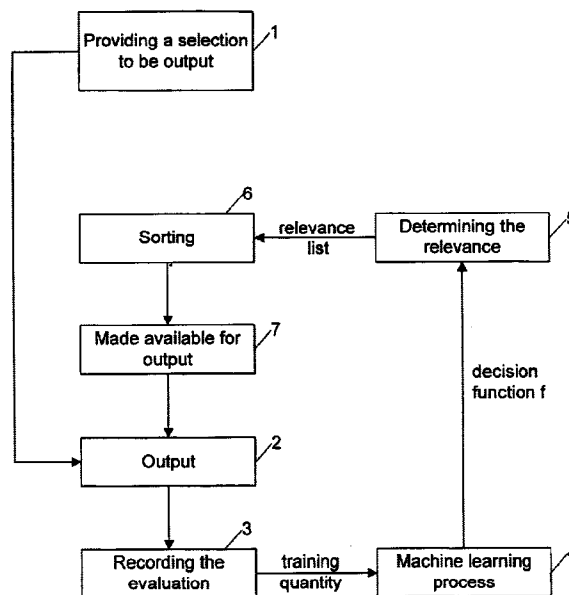 1
Providing a selection
to be output
6
Sorting
relevance
list
Determining the
relevance
7
Made available for
output
decision
function f
2
Output
3
Recording the
evaluation
training
quantity
Machine learning
process